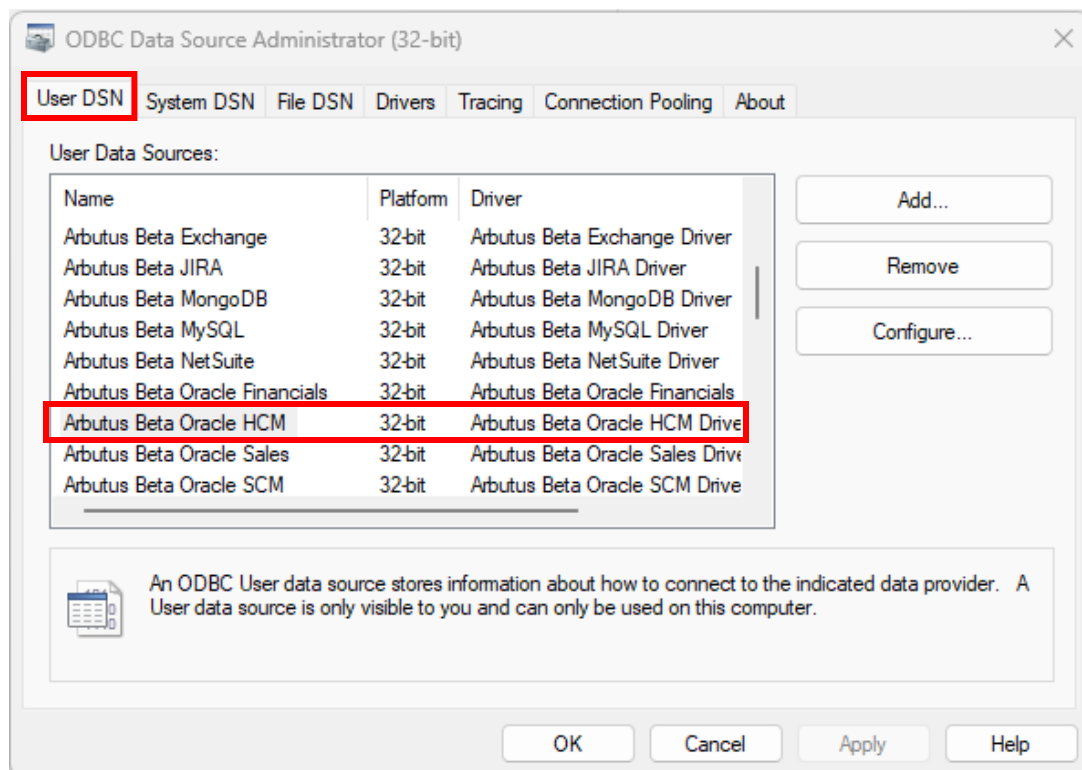 ODBC Data Source Administrator (32-bit)
User DSN System DSN File DSN Drivers Tracing Connection Pooling About
User Data Sources:
Name Platform Driver
Arbutus Beta Exchange 32-bit Arbutus Beta Exchange Driver
Arbutus Beta JIRA 32-bit Arbutus Beta JIRA Driver
Arbutus Beta MongoDB 32-bit Arbutus Beta MongoDB Driver
Arbutus Beta MySQL 32-bit Arbutus Beta MySQL Driver
Arbutus Beta NetSuite 32-bit Arbutus Beta NetSuite Driver
Arbutus Beta Oracle Financials 32-bit Arbutus Beta Oracle Financials
Arbutus Beta Oracle HCM 32-bit Arbutus Beta Oracle HCM Drive
Arbutus Beta Oracle Sales 32-bit Arbutus Beta Oracle Sales Drive
Arbutus Beta Oracle SCM 32-bit Arbutus Beta Oracle SCM Drive
Add...
Remove
Configure...
An ODBC User data source stores information about how to connect to the indicated data provider. A
User data source is only visible to you and can only be used on this computer.
OK Cancel Apply Help